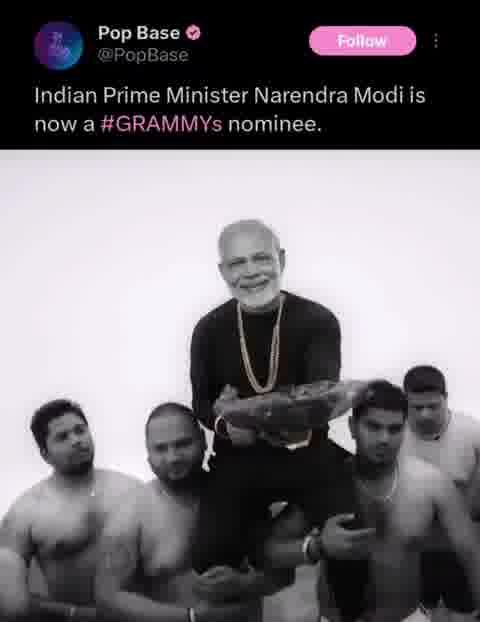 Pop Base
Follow
@PopBase
Indian Prime Minister Narendra Modi is
now a #GRAMMYs nominee.